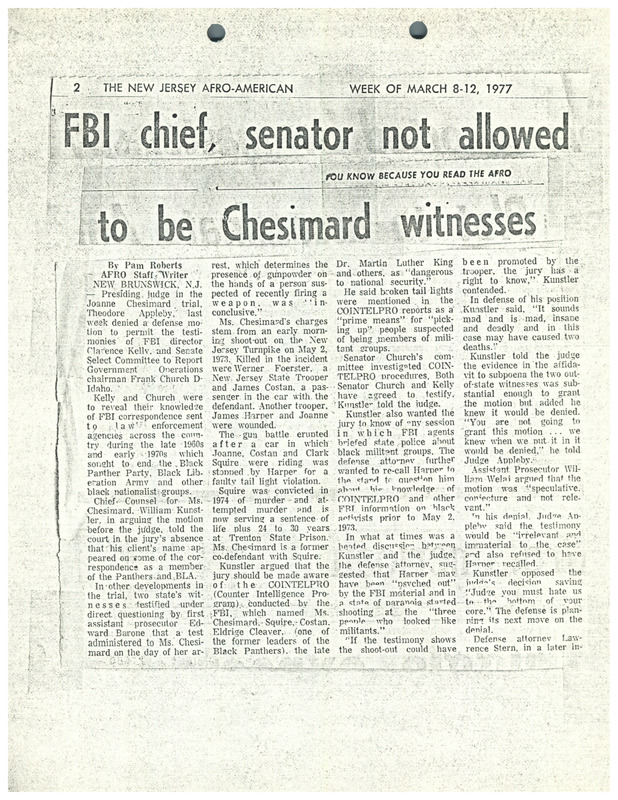 2 THE NEW JERSEY AFRO-AMERICAN WEEK OF MARCH 8-12, 1977
FBI chief, senator not allowed
YOU KNOW BECAUSE YOU READ THE AFRO
to be Chesimard witnesses
By Pam Roberts
AFRO Staff Writer
NEW BRUNSWICK, N.J.
— Presiding judge in the
Joanne Chesimard trial,
Theodore Appleby, last
week denied a defense mo-
tion to permit the testi-
monies of FBI director
Clarence Kelly, and Senate
Select Committee to Report
Government Operations
chairman Frank Church D-
Idaho.
Kelly and Church were
to reveal their knowledge
of FBI correspondence sent
to law enforcement
agencies across the coun-
try during the late 1960s
and early 1970s which
sought to end the Black
Panther Party, Black Lib-
eration Army and other
black nationalist groups.
Chief Counsel for Ms.
Chesimard, William Kunst-
ler, in arguing the motion
before the judge, told the
court in the jury's absence
that his client's name ap-
peared on some of the cor-
respondence as a member
of the Panthers and BLA.
In other developments in
the trial, two state's wit-
nesses testified under
direct questioning by first
assistant prosecutor Ed-
ward Barone that a test
administered to Ms. Chesi-
mard on the day of her ar-
rest, which determines the
presence of gunpowder on
the hands of a person sus-
pected of recently firing a
weapon, was "in-
conclusive."
Ms. Chesimard's charges
stem from an early morn-
ing shoot-out on the New
Jersey Turnpike on May 2,
1973. Killed in the incident
were Werner Foerster, a
New Jersey State Trooper
and James Costan, a pas-
senger in the car with the
defendant. Another trooper,
James Harper and Joanne
were wounded.
The gun battle erupted
after a car in which
Joanne, Costan and Clark
Squire were riding was
stopped by Harper for a
faulty tail light violation.
Squire was convicted in
1974 of murder and at-
tempted murder and is
now serving a sentence of
life plus 24 to 30 years
at Trenton State Prison.
Ms. Chesimard is a former
co-defendant with Squire.
Kunstler argued that the
jury should be made aware
of the COINTELPRO
(Counter Intelligence Pro-
gram), conducted by the
FBI, which named Ms.
Chesimard, Squire, Costan,
Eldrige Cleaver, (one of
the former leaders of the
Black Panthers), the late
Dr. Martin Luther King
and others, as "dangerous
to national security."
He said broken tail lights
were mentioned in the
COINTELPRO reports as a
"prime means" for "pick-
ing up" people suspected
of being members of mili-
tant groups.
Senator Church's com-
mittee investigated COIN-
TELPRO procedures. Both
Senator Church and Kelly
have agreed to testify,
Kunstler told the judge.
Kunstler also wanted the
jury to know of any session
in which FBI agents
briefed state police about
black militant groups. The
defense attorney further
wanted to re-call Harper to
the stand to question him
about his knowledge of
COINTELPRO and other
FBI information on black
activists prior to May 2,
1973.
In what at times was a
heated discussion between
Kunstler and the judge,
the defense attorney, sug-
gested that Harper may
have been "psyched out"
by the FBI material and in
a state of paranoia started
shooting at the "three
people who looked like
militants."
"If the testimony shows
the shoot-out could have
been promoted by the
trooper, the jury has a
right to know," Kunstler
contended.
In defense of his position
Kunstler said, "It sounds
mad and is mad, insane
and deadly and in this
case may have caused two
deaths."
Kunstler told the judge
the evidence in the affida-
vit to subpoena the two out-
of-state witnesses was sub-
stantial enough to grant
the motion but added he
knew it would be denied.
"You are not going to
grant this motion ... we
knew when we put it in it
would be denied," he told
Judge Appleby.
Assistant Prosecutor Wil-
liam Welai argued that the
motion was "speculative,
conjecture and not rele-
vant."
In his denial, Judge Ap-
pleby said the testimony
would be "irrelevant and
immaterial to the case"
and also refused to have
Harper recalled.
Kunstler opposed the
judge's decision saving
"Judge you must hate us
to the bottom of your
core." The defense is plan-
ning its next move on the
denial.
Defense attorney Law-
rence Stern, in a later in-